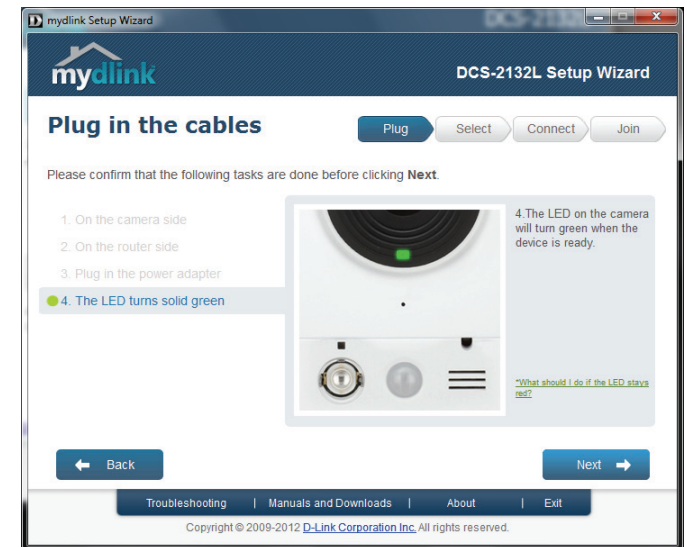 mydlink Setup Wizard
mydlink
DCS-2132L Setup Wizard
Plug in the cables
Plug
Select
Connect
Join
Please confirm that the following tasks are done before clicking Next.
1. On the camera side
2. On the router side
3. Plug in the power adapter
4. The LED turns solid green
4.The LED on the camera
will turn green when the
device is ready.
*What should I do if the LED stays
red?
Back
Next
Troubleshooting | Manuals and Downloads | About | Exit
Copyright © 2009-2012 D-Link Corporation Inc. All rights reserved.